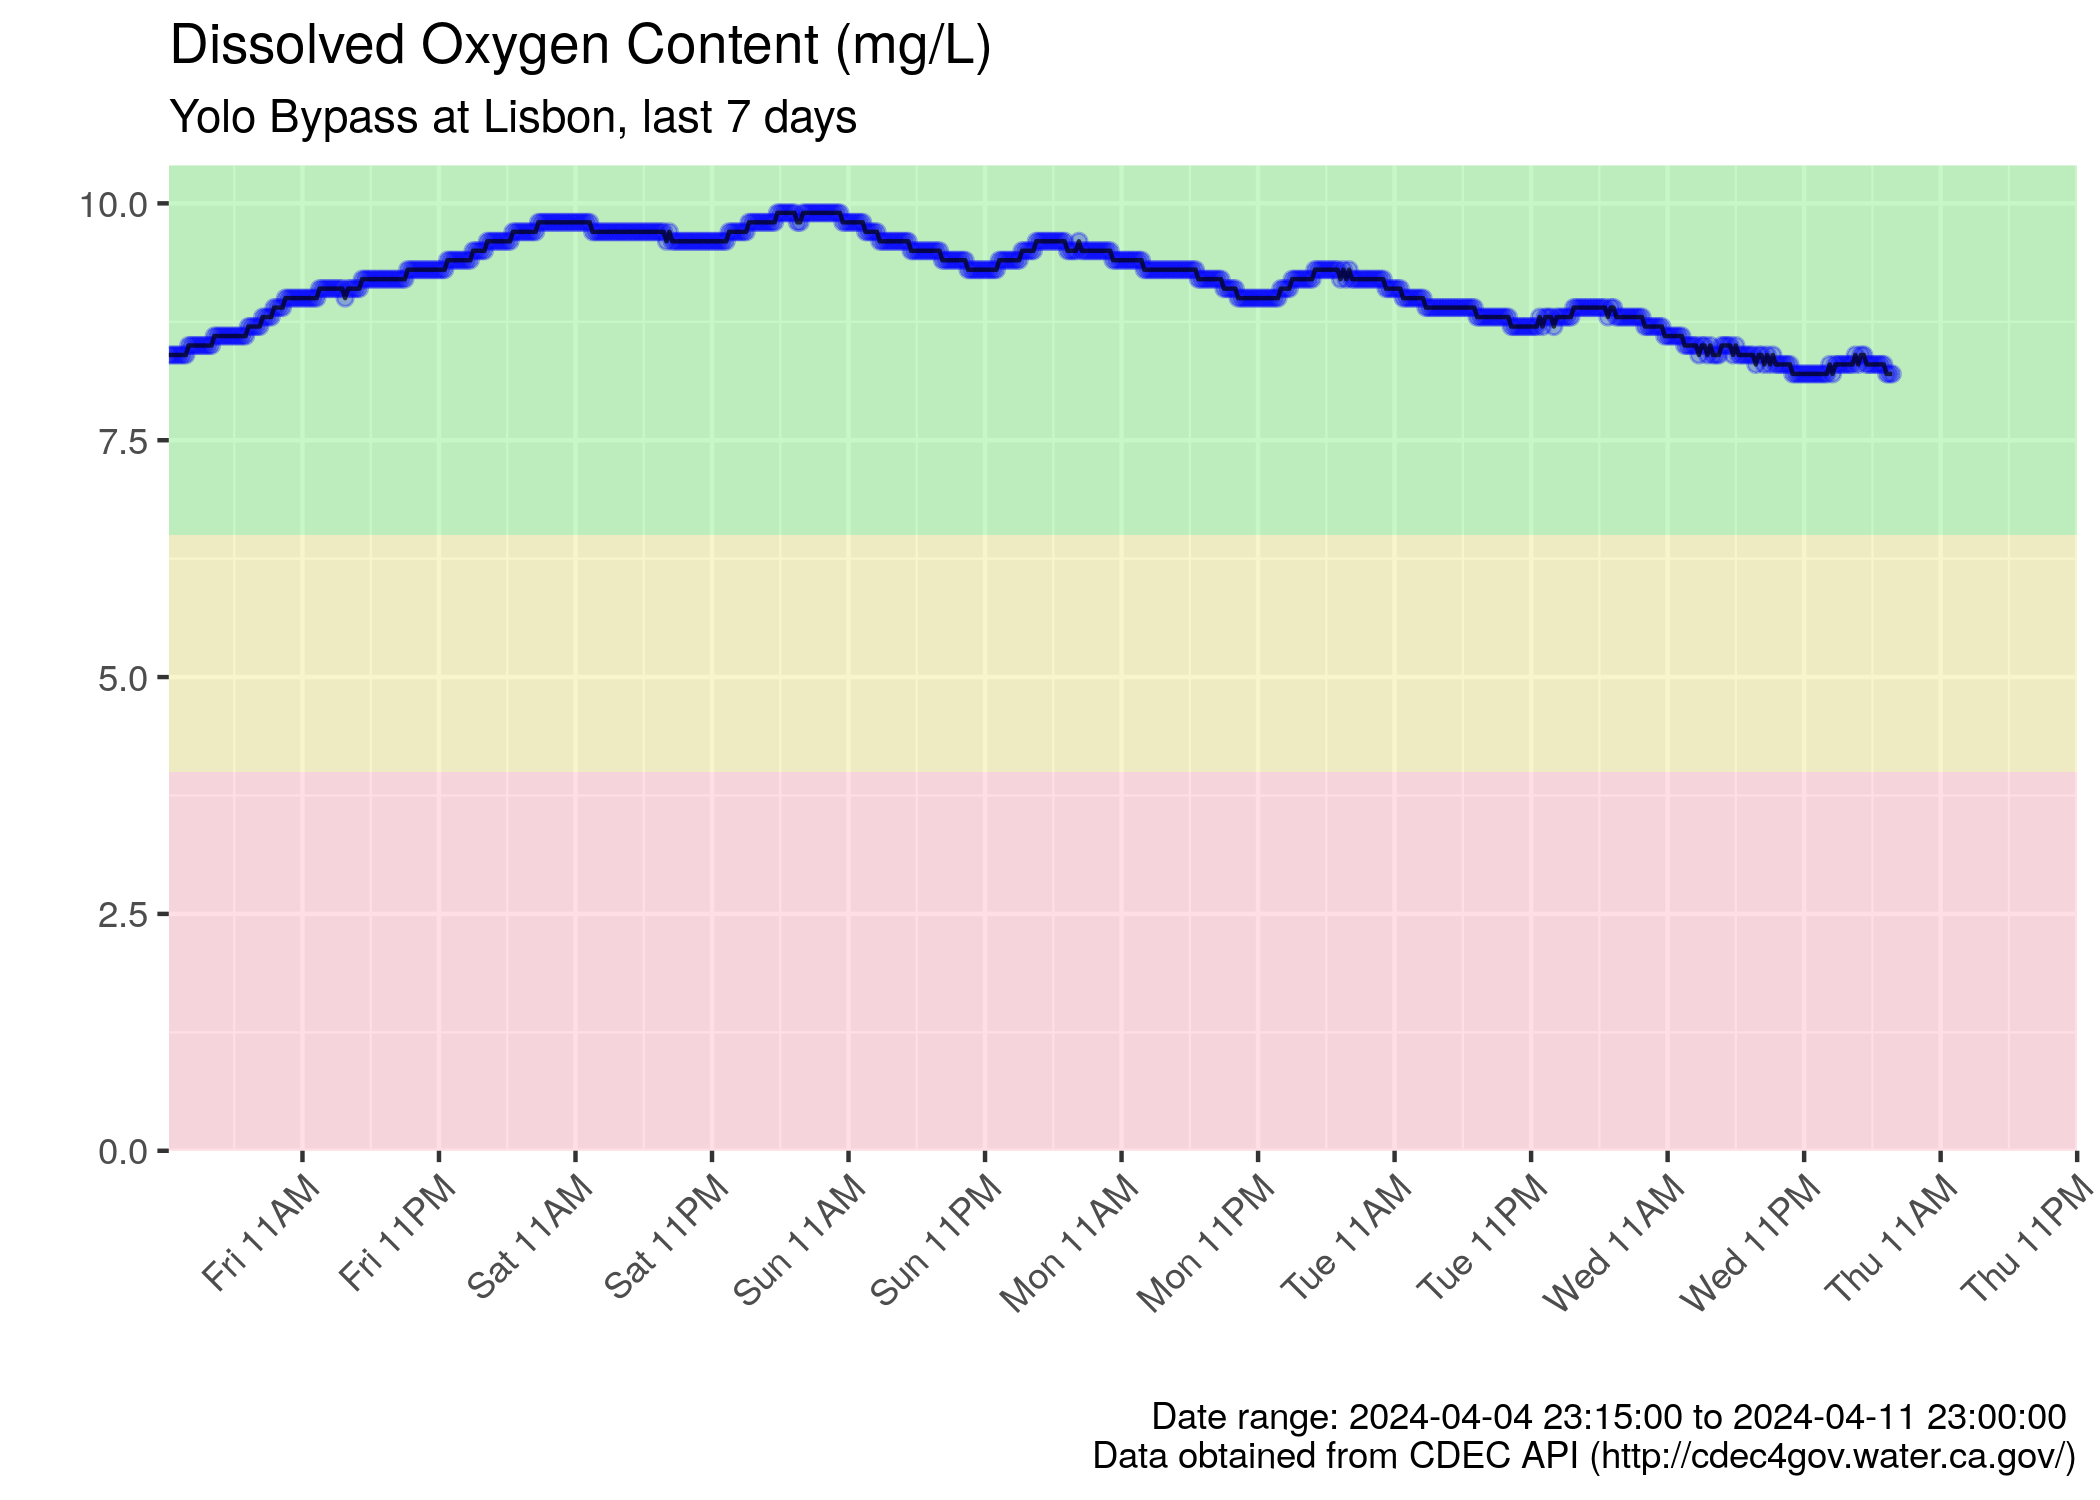 Dissolved Oxygen Content (mg/L)
Yolo Bypass at Lisbon, last 7 days
10.0
7.5
5.0
2.5
0.0
Fri 11AM
Fri 11PM
Sat 11AM
Sat 11PM
Sun 11AM
Sun 11PM
Mon 11AM
Mon 11PM
Tue 11AM
Tue 11PM
Wed 11AM
Wed 11PM
Thu 11AM
Thu 11PM
Date range: 2024-04-04 23:15:00 to 2024-04-11 23:00:00
Data obtained from CDEC API (http://cdec4gov.water.ca.gov/)